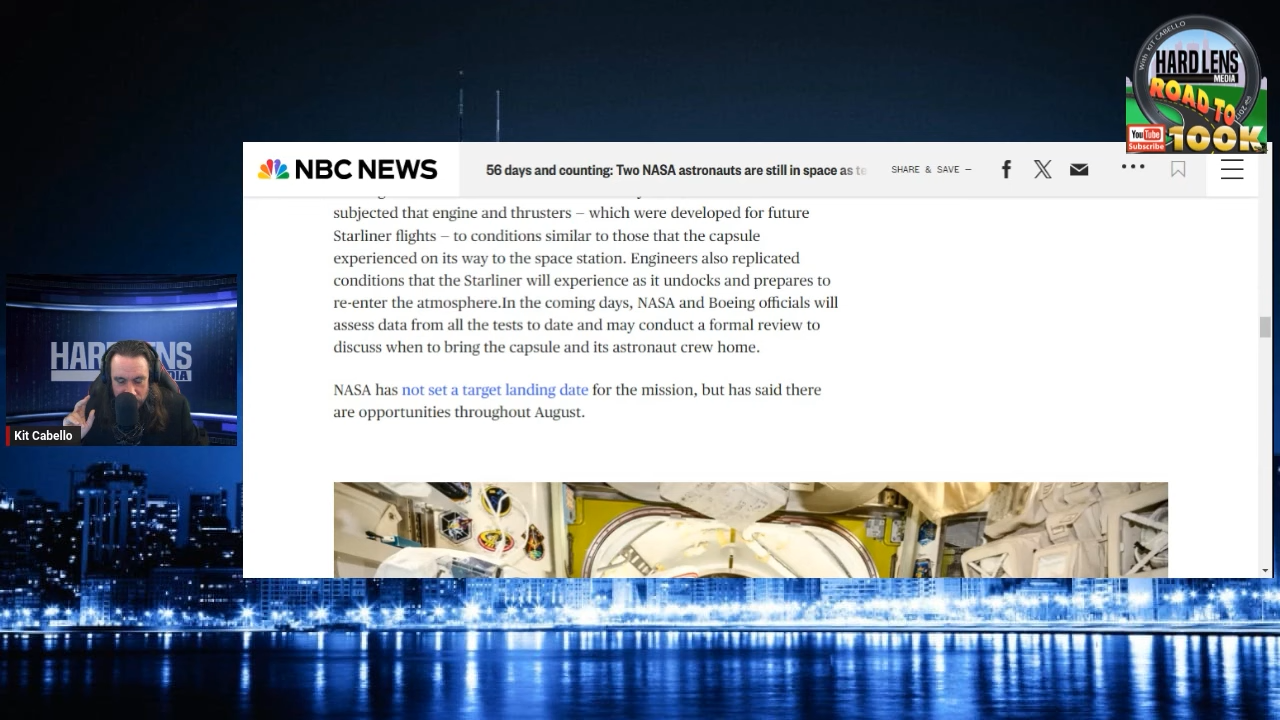 With KIT CABELLO
HARD LENS
MEDIA
ROAD TO
100K
YouTube
Subscribe
NBC NEWS
56 days and counting: Two NASA astronauts are still in space as te
SHARE & SAVE –
subjected that engine and thrusters – which were developed for future
Starliner flights – to conditions similar to those that the capsule
experienced on its way to the space station. Engineers also replicated
conditions that the Starliner will experience as it undocks and prepares to
re-enter the atmosphere.In the coming days, NASA and Boeing officials will
assess data from all the tests to date and may conduct a formal review to
discuss when to bring the capsule and its astronaut crew home.
NASA has not set a target landing date for the mission, but has said there
are opportunities throughout August.
Kit Cabello